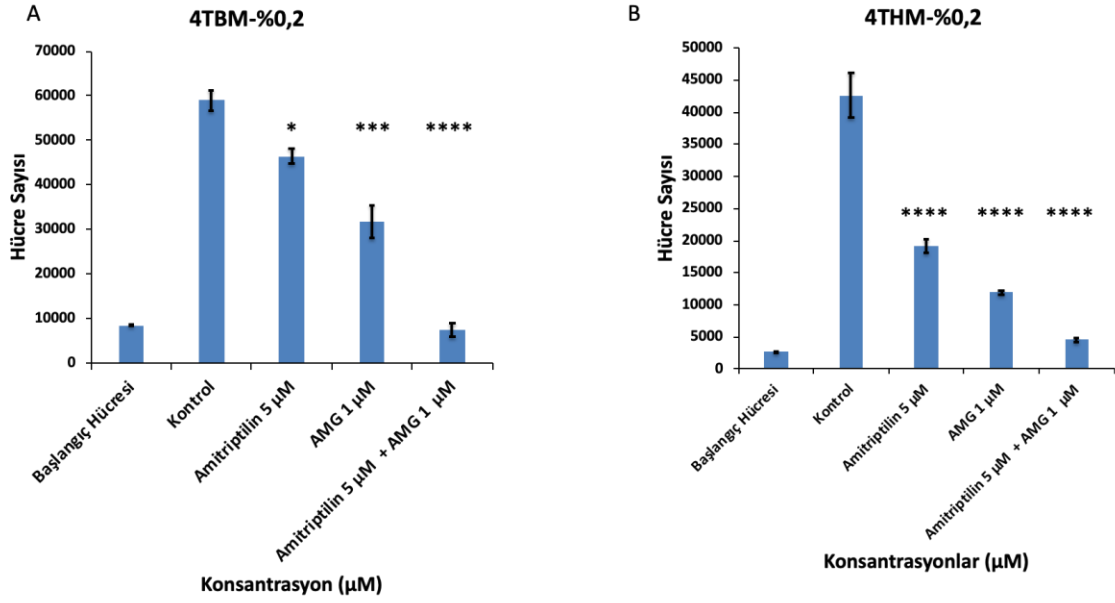 A
4TBM-%0,2
Hücre Sayısı
70000
60000
50000
40000
30000
20000
10000
0
*
***
****
Başlangıç Hücresi
Kontrol
Amitriptilin 5 µM
AMG 1 µM
Amitriptilin 5 µM + AMG 1 µM
Konsantrasyon (µM)
B
4THM-%0,2
Hücre Sayısı
50000
45000
40000
35000
30000
25000
20000
15000
10000
5000
0
****
****
****
Başlangıç Hücresi
Kontrol
Amitriptilin 5 µM
AMG 1 µM
Amitriptilin 5 µM + AMG 1 µM
Konsantrasyonlar (µM)